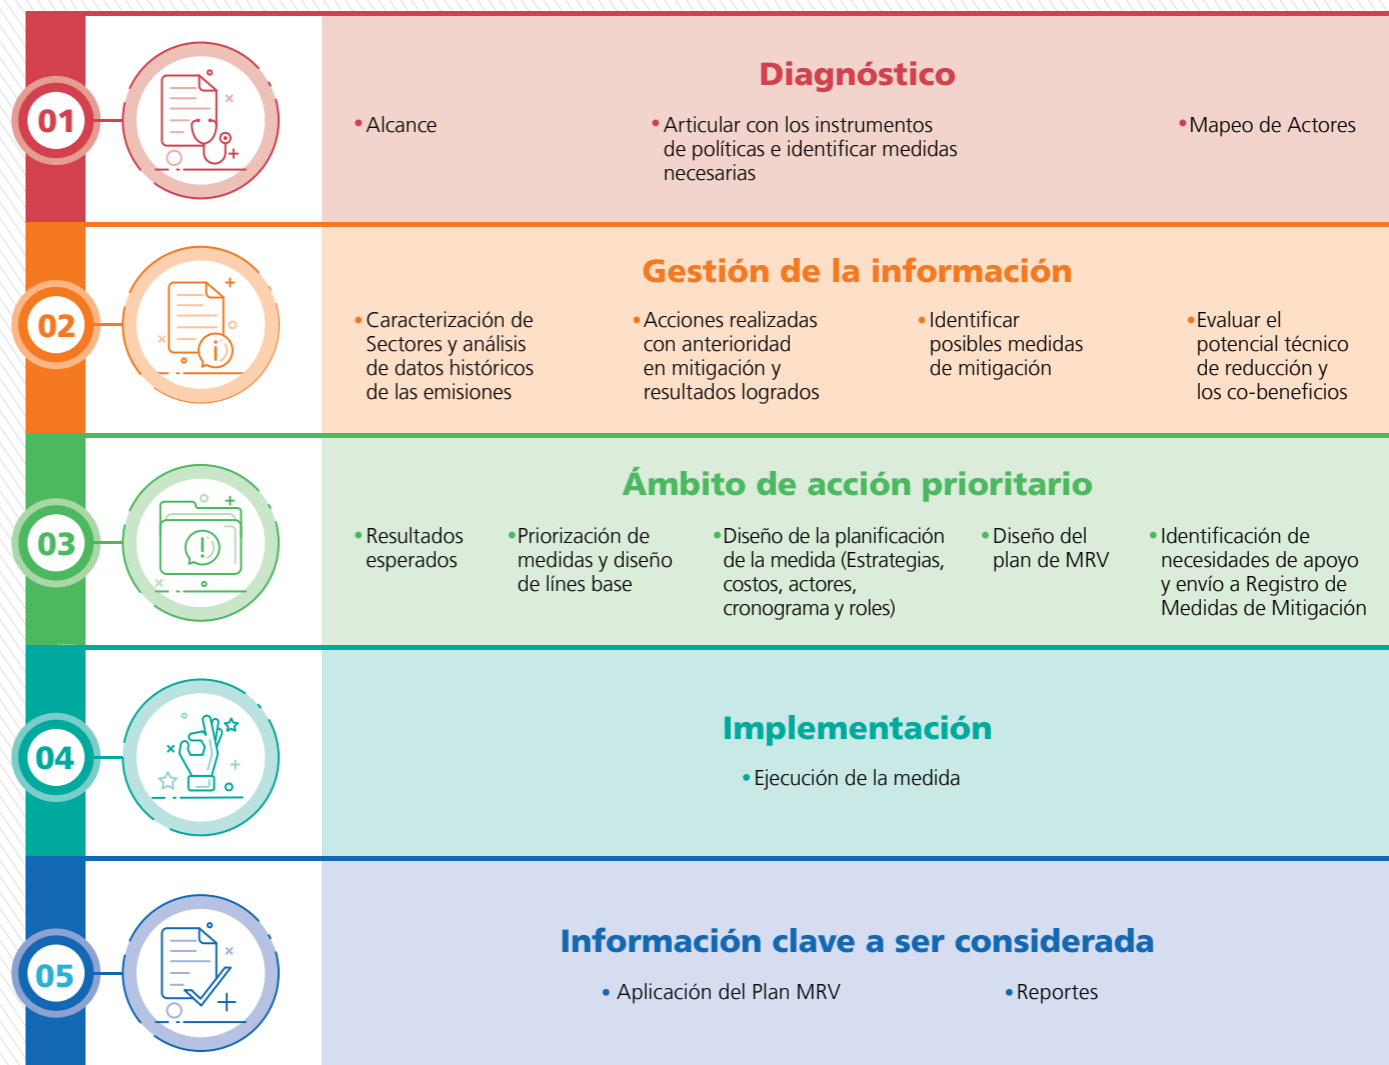 01
Diagnóstico
•Alcance
•Articular con los instrumentos
de políticas e identificar medidas
necesarias
•Mapeo de Actores
02
Gestión de la información
•Caracterización de
Sectores y análisis
de datos históricos
de las emisiones
•Acciones realizadas
con anterioridad
en mitigación y
resultados logrados
•Identificar
posibles medidas
de mitigación
•Evaluar el
potencial técnico
de reducción y
los co-beneficios
03
Ámbito de acción prioritario
•Resultados
esperados
•Priorización de
medidas y diseño
de línes base
•Diseño de la planificación
de la medida (Estrategias,
costos, actores,
cronograma y roles)
•Diseño del
plan de MRV
•Identificación de
necesidades de apoyo
y envío a Registro de
Medidas de Mitigación
04
Implementación
•Ejecución de la medida
05
Información clave a ser considerada
• Aplicación del Plan MRV
•Reportes